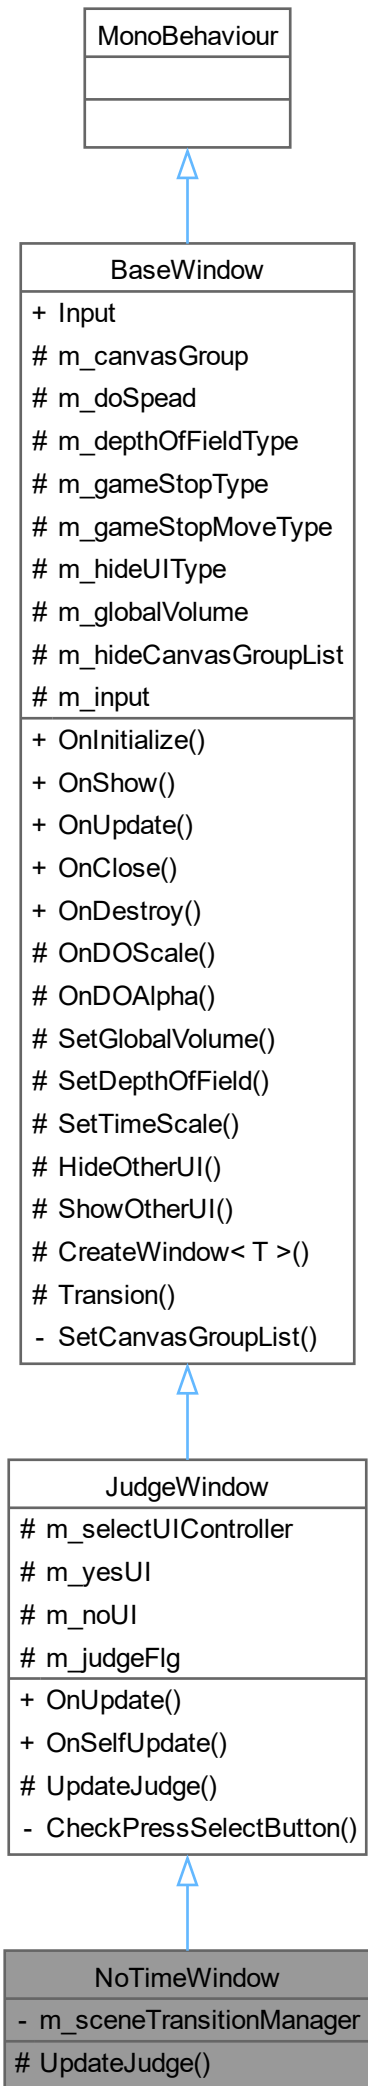 MonoBehaviour
BaseWindow
+ Input
# m_canvasGroup
# m_doSpead
# m_depthOfFieldType
# m_gameStopType
# m_gameStopMoveType
# m_hideUIType
# m_globalVolume
# m_hideCanvasGroupList
# m_input
+ OnInitialize()
+ OnShow()
+ OnUpdate()
+ OnClose()
+ OnDestroy()
# OnDOScale()
# OnDOAlpha()
# SetGlobalVolume()
# SetDepthOfField()
# SetTimeScale()
# HideOtherUI()
# ShowOtherUI()
# CreateWindow< T >()
# Transion()
- SetCanvasGroupList()
JudgeWindow
# m_selectUIController
# m_yesUI
# m_noUI
# m_judgeFlg
+ OnUpdate()
+ OnSelfUpdate()
# UpdateJudge()
- CheckPressSelectButton()
NoTimeWindow
- m_sceneTransitionManager
# UpdateJudge()